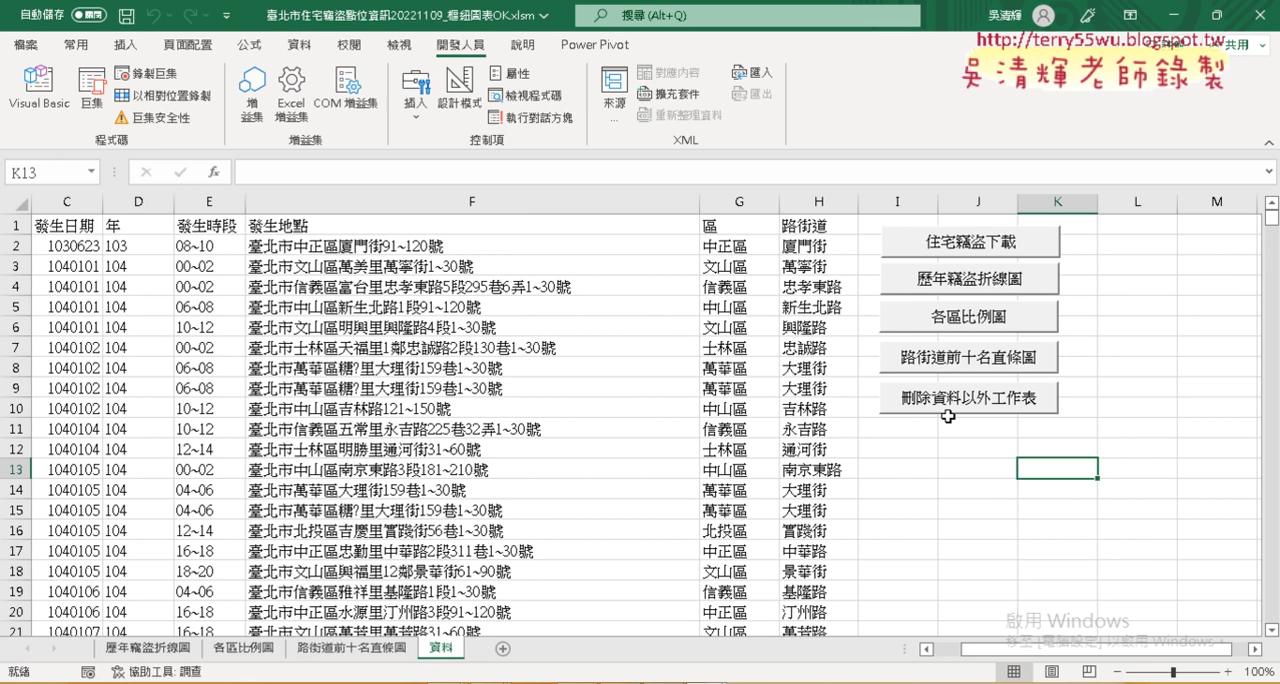 自動儲存
臺北市住宅竊盜點位資訊20221109_樞紐圖表OK.xlsm
搜尋 (Alt+Q)
吳清輝
檔案 常用 插入 頁面配置 公式 資料 校閱 檢視 開發人員 說明 Power Pivot
共用
http://terry55wu.blogspot.tw
吳清輝老師錄製
Visual Basic 巨集 錄製巨集 以相對位置錄製 巨集安全性 程式碼
增益集 Excel 增益集 COM 增益集 增益集
插入 設計模式 屬性 檢視程式碼 執行對話方塊 控制項
來源... 對應內容 擴充套件 重新整理資料 匯入 匯出 XML
K13 fx
C D E F G H I J K L M
1 發生日期 年 發生時段 發生地點 區 路街道
2 1030623 103 08~10 臺北市中正區廈門街91~120號 中正區 廈門街
3 1040101 104 00~02 臺北市文山區萬美里萬寧街1~30號 文山區 萬寧街
4 1040101 104 00~02 臺北市信義區富台里忠孝東路5段295巷6弄1~30號 信義區 忠孝東路
5 1040101 104 06~08 臺北市中山區新生北路1段91~120號 中山區 新生北路
6 1040101 104 10~12 臺北市文山區明興里興隆路4段1~30號 文山區 興隆路
7 1040102 104 00~02 臺北市士林區天福里1鄰忠誠路2段130巷1~30號 士林區 忠誠路
8 1040102 104 06~08 臺北市萬華區糖?里大理街159巷1~30號 萬華區 大理街
9 1040102 104 06~08 臺北市萬華區糖?里大理街159巷1~30號 萬華區 大理街
10 1040102 104 10~12 臺北市中山區吉林路121~150號 中山區 吉林路
11 1040104 104 10~12 臺北市信義區五常里永吉路225巷32弄1~30號 信義區 永吉路
12 1040104 104 12~14 臺北市士林區明勝里通河街31~60號 士林區 通河街
13 1040105 104 00~02 臺北市中山區南京東路3段181~210號 中山區 南京東路
14 1040105 104 04~06 臺北市萬華區大理街159巷1~30號 萬華區 大理街
15 1040105 104 04~06 臺北市萬華區糖?里大理街159巷1~30號 萬華區 大理街
16 1040105 104 12~14 臺北市北投區吉慶里實踐街56巷1~30號 北投區 實踐街
17 1040105 104 16~18 臺北市中正區忠勤里中華路2段311巷1~30號 中正區 中華路
18 1040105 104 18~20 臺北市文山區興福里12鄰景華街61~90號 文山區 景華街
19 1040106 104 04~06 臺北市信義區雅祥里基隆路1段1~30號 信義區 基隆路
20 1040106 104 16~18 臺北市中正區水源里汀州路3段91~120號 中正區 汀州路
21 1040107 104 16~18 臺北市文山區萬芳里萬芳路31~60號 文山區 萬芳路
住宅竊盜下載
歷年竊盜折線圖
各區比例圖
路街道前十名直條圖
刪除資料以外工作表
啟用 Windows
移至 [電腦設定] 以啟用 Windows。
歷年竊盜折線圖 各區比例圖 路街道前十名直條圖 資料
就緒 協助工具: 調查 100%